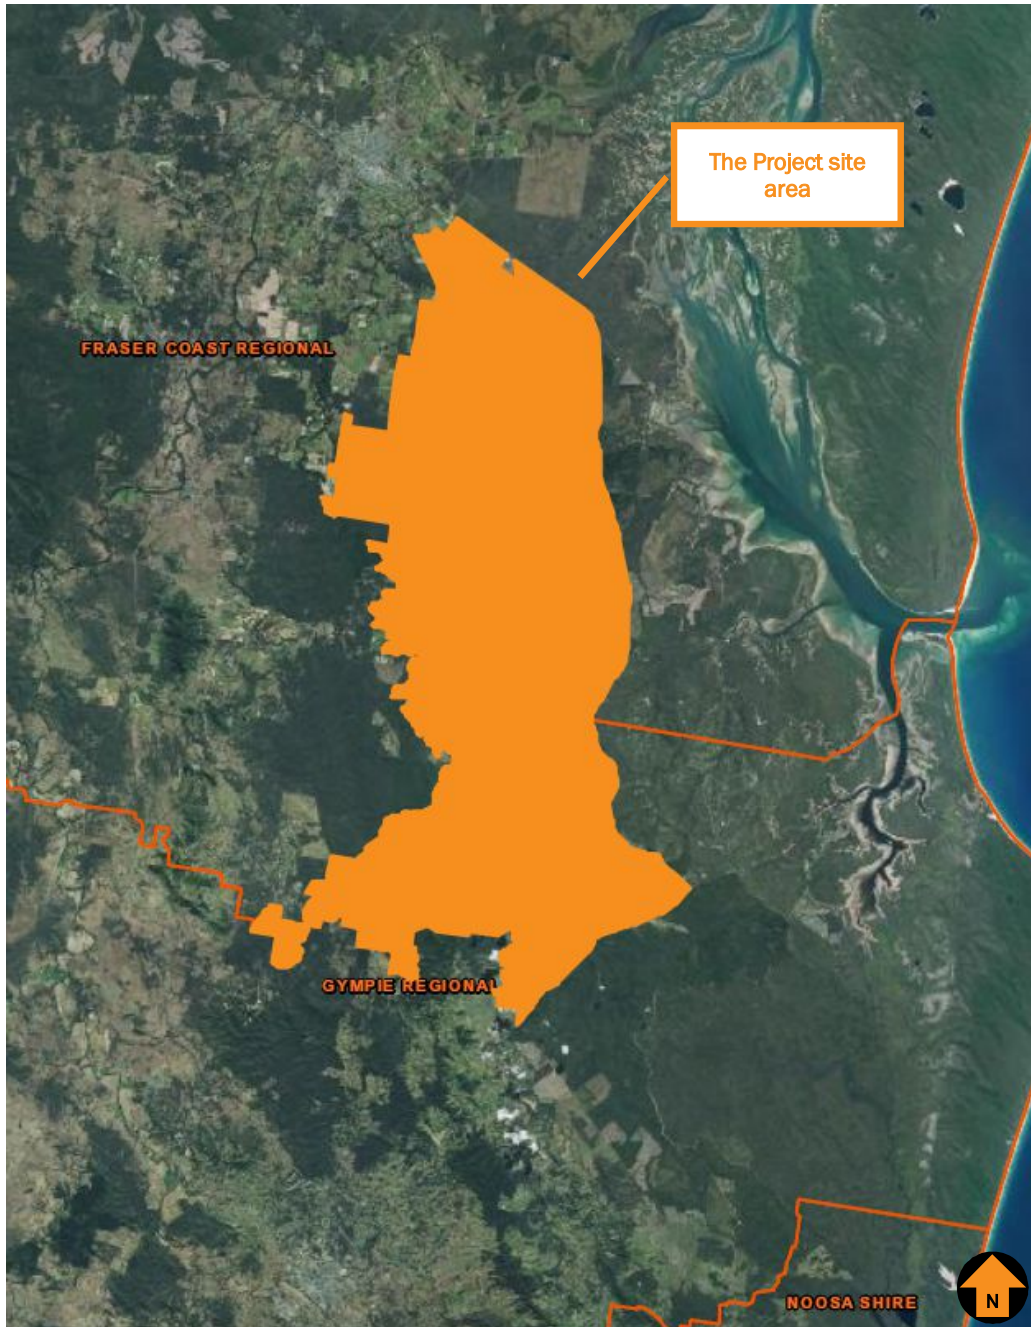 The Project site
area
FRASER COAST REGIONAL
GYMPIE REGIONAL
NOOSA SHIRE
N